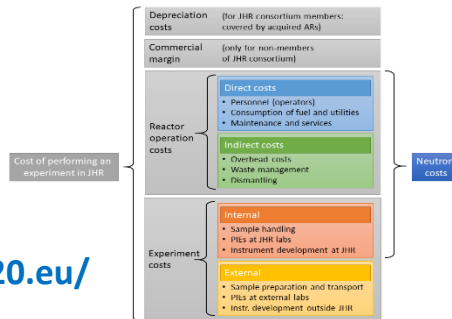 Depreciation costs
(for JHR consortium members: covered by acquired ARs)
Commercial margin
(only for non-members of JHR consortium)
Cost of performing an experiment in JHR
Reactor operation costs
Direct costs
• Personnel (operators)
• Consumption of fuel and utilities
• Maintenance and services
Indirect costs
• Overhead costs
• Waste management
• Dismantling
Neutron costs
Experiment costs
Internal
• Sample handling
• PIEs at JHR labs
• Instrument development at JHR
External
• Sample preparation and transport
• PIEs at external labs
• Instr. development outside JHR
20.eu/